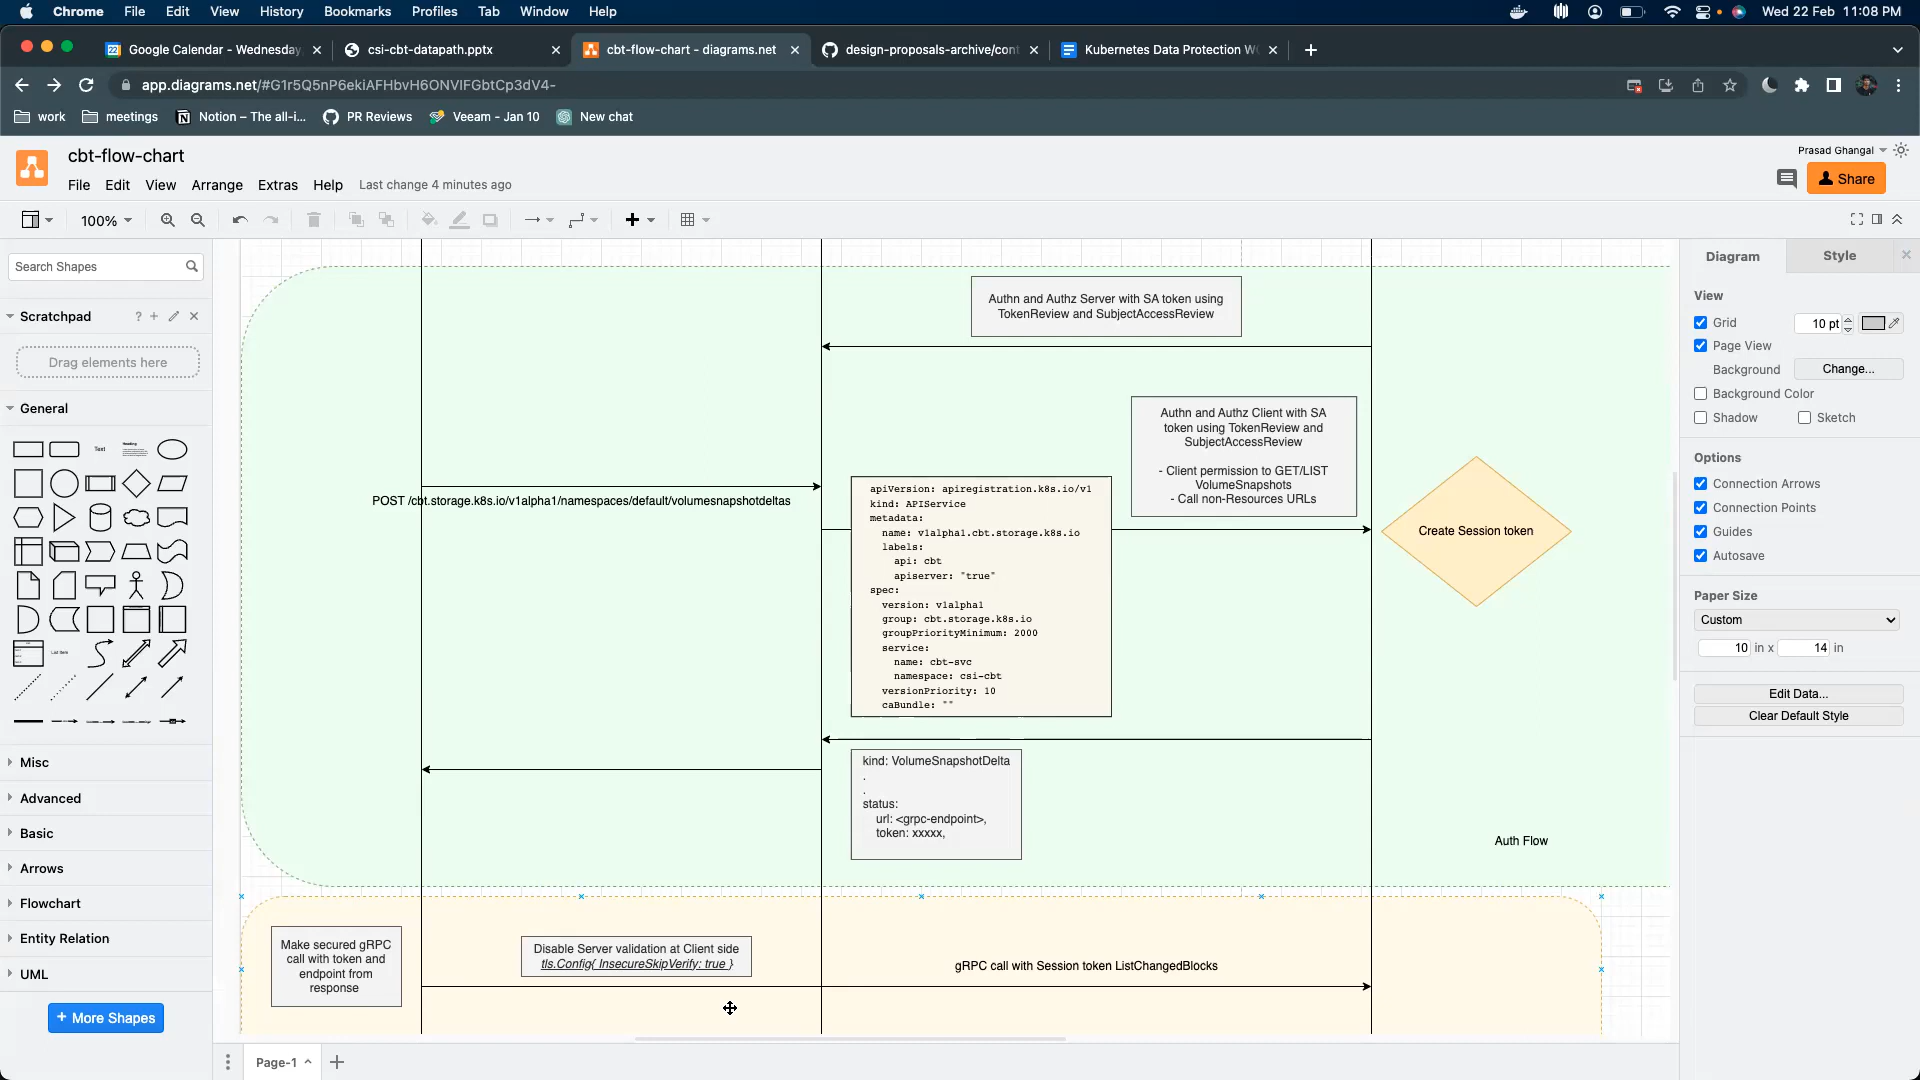 Chrome File Edit View History Bookmarks Profiles Tab Window Help Wed 22 Feb 11:08 PM
22 Google Calendar - Wednesday, csi-cbt-datapath.pptx cbt-flow-chart - diagrams.net design-proposals-archive/cont Kubernetes Data Protection W
app.diagrams.net/#G1r5Q5nP6ekiAFHbvH6ONVIFGbtCp3dV4-
work meetings Notion – The all-i... PR Reviews Veeam - Jan 10 New chat
cbt-flow-chart
Prasad Ghangal
File Edit View Arrange Extras Help Last change 4 minutes ago
Share
100%
Search Shapes
Scratchpad ?
Drag elements here
General
Text
Heading
List Item
Misc
Advanced
Basic
Arrows
Flowchart
Entity Relation
UML
+ More Shapes
Authn and Authz Server with SA token using
TokenReview and SubjectAccessReview
Authn and Authz Client with SA
token using TokenReview and
SubjectAccessReview
- Client permission to GET/LIST
VolumeSnapshots
- Call non-Resources URLs
POST /cbt.storage.k8s.io/v1alpha1/namespaces/default/volumesnapshotdeltas
apiVersion: apiregistration.k8s.io/v1
kind: APIService
metadata:
name: v1alpha1.cbt.storage.k8s.io
labels:
api: cbt
apiserver: "true"
spec:
version: v1alpha1
group: cbt.storage.k8s.io
groupPriorityMinimum: 2000
service:
name: cbt-svc
namespace: csi-cbt
versionPriority: 10
caBundle: ""
Create Session token
kind: VolumeSnapshotDelta
.
.
status:
url: <grpc-endpoint>,
token: xxxxx,
Auth Flow
Make secured gRPC
call with token and
endpoint from
response
Disable Server validation at Client side
tls.Config{ InsecureSkipVerify: true }
gRPC call with Session token ListChangedBlocks
Page-1
Diagram Style
View
Grid 10 pt
Page View
Background Change...
Background Color
Shadow Sketch
Options
Connection Arrows
Connection Points
Guides
Autosave
Paper Size
Custom
10 in x 14 in
Edit Data...
Clear Default Style